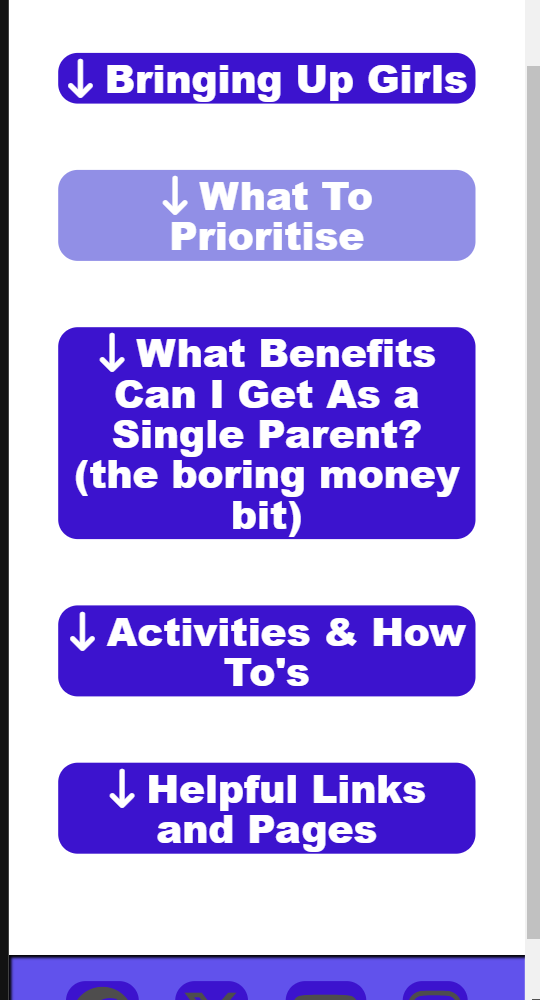 ↓ Bringing Up Girls
↓ What To
Prioritise
↓ What Benefits
Can I Get As a
Single Parent?
(the boring money
bit)
↓ Activities & How
To's
↓ Helpful Links
and Pages